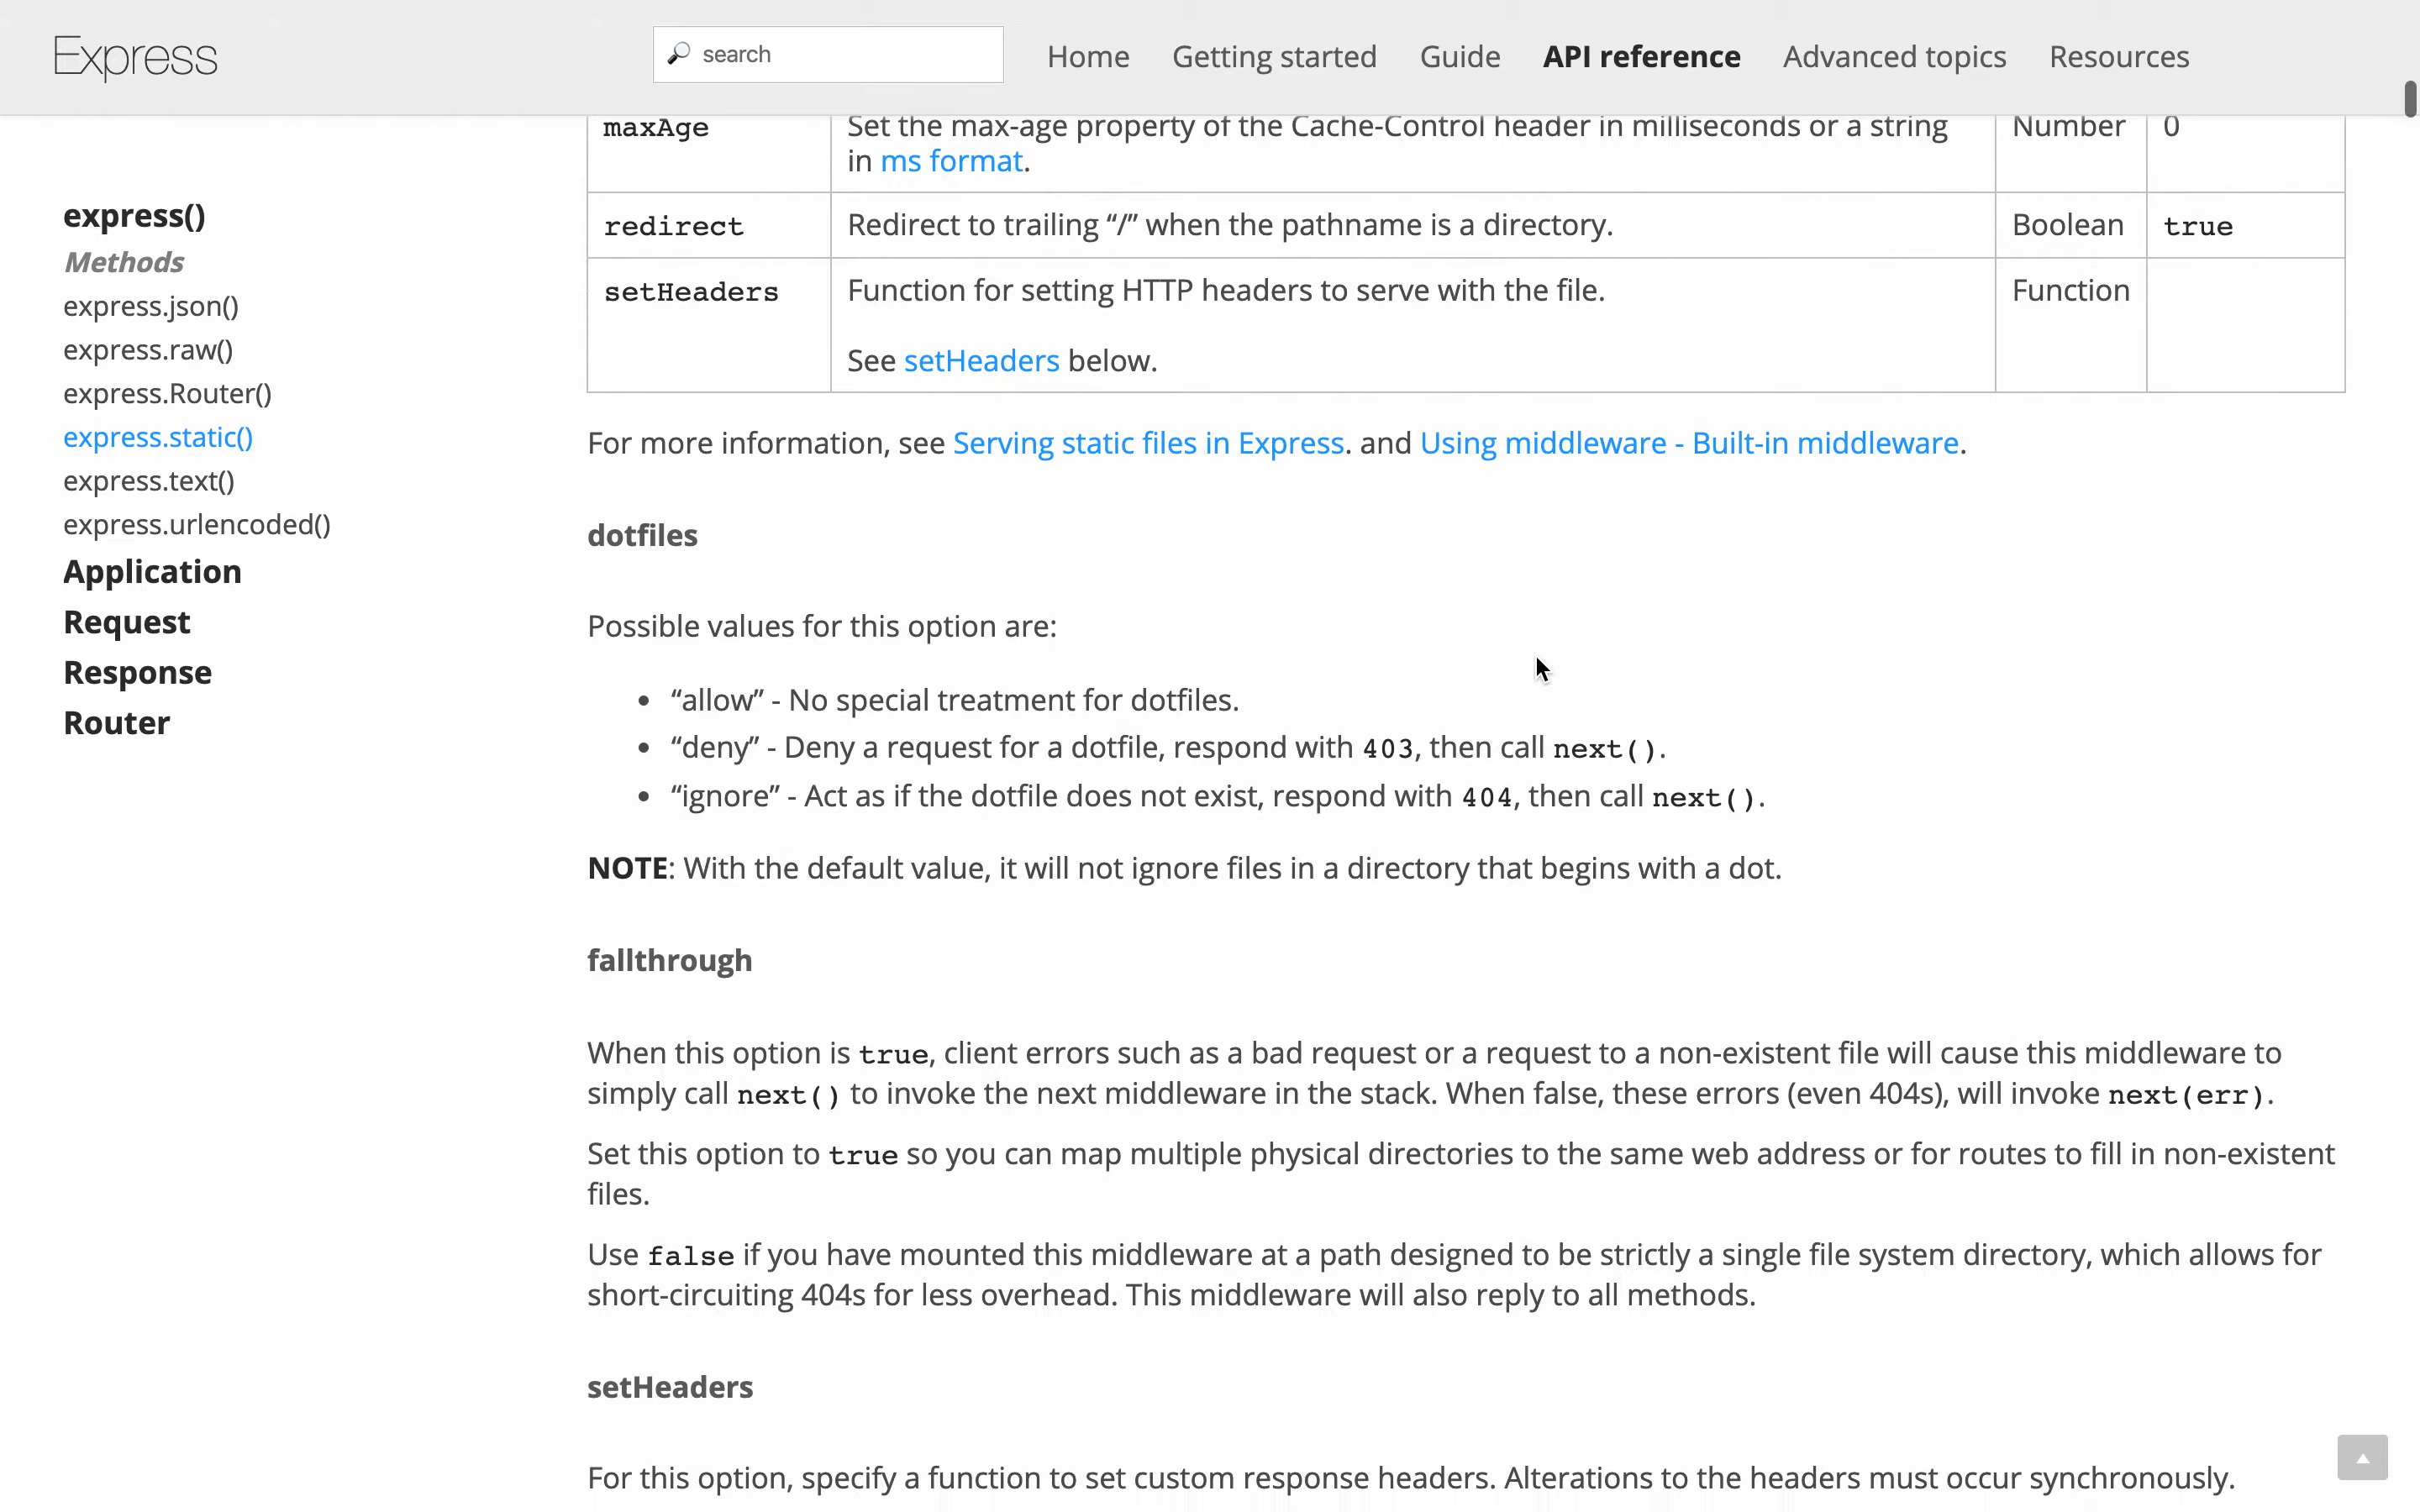 Express
search
Home
Getting started
Guide
API reference
Advanced topics
Resources
express()
Methods
express.json()
express.raw()
express.Router()
express.static()
express.text()
express.urlencoded()
Application
Request
Response
Router
maxAge
Set the max-age property of the Cache-Control header in milliseconds or a string
in ms format.
Number
0
redirect
Redirect to trailing “/” when the pathname is a directory.
Boolean
true
setHeaders
Function for setting HTTP headers to serve with the file.
See setHeaders below.
Function
For more information, see Serving static files in Express. and Using middleware - Built-in middleware.
dotfiles
Possible values for this option are:
• “allow” - No special treatment for dotfiles.
• “deny” - Deny a request for a dotfile, respond with 403, then call next().
• “ignore” - Act as if the dotfile does not exist, respond with 404, then call next().
NOTE: With the default value, it will not ignore files in a directory that begins with a dot.
fallthrough
When this option is true, client errors such as a bad request or a request to a non-existent file will cause this middleware to
simply call next() to invoke the next middleware in the stack. When false, these errors (even 404s), will invoke next(err).
Set this option to true so you can map multiple physical directories to the same web address or for routes to fill in non-existent
files.
Use false if you have mounted this middleware at a path designed to be strictly a single file system directory, which allows for
short-circuiting 404s for less overhead. This middleware will also reply to all methods.
setHeaders
For this option, specify a function to set custom response headers. Alterations to the headers must occur synchronously.